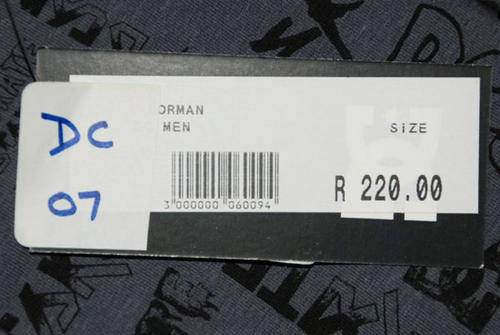 DC
07
ORMAN
MEN
SIZE
3 000000 060094
R 220.00